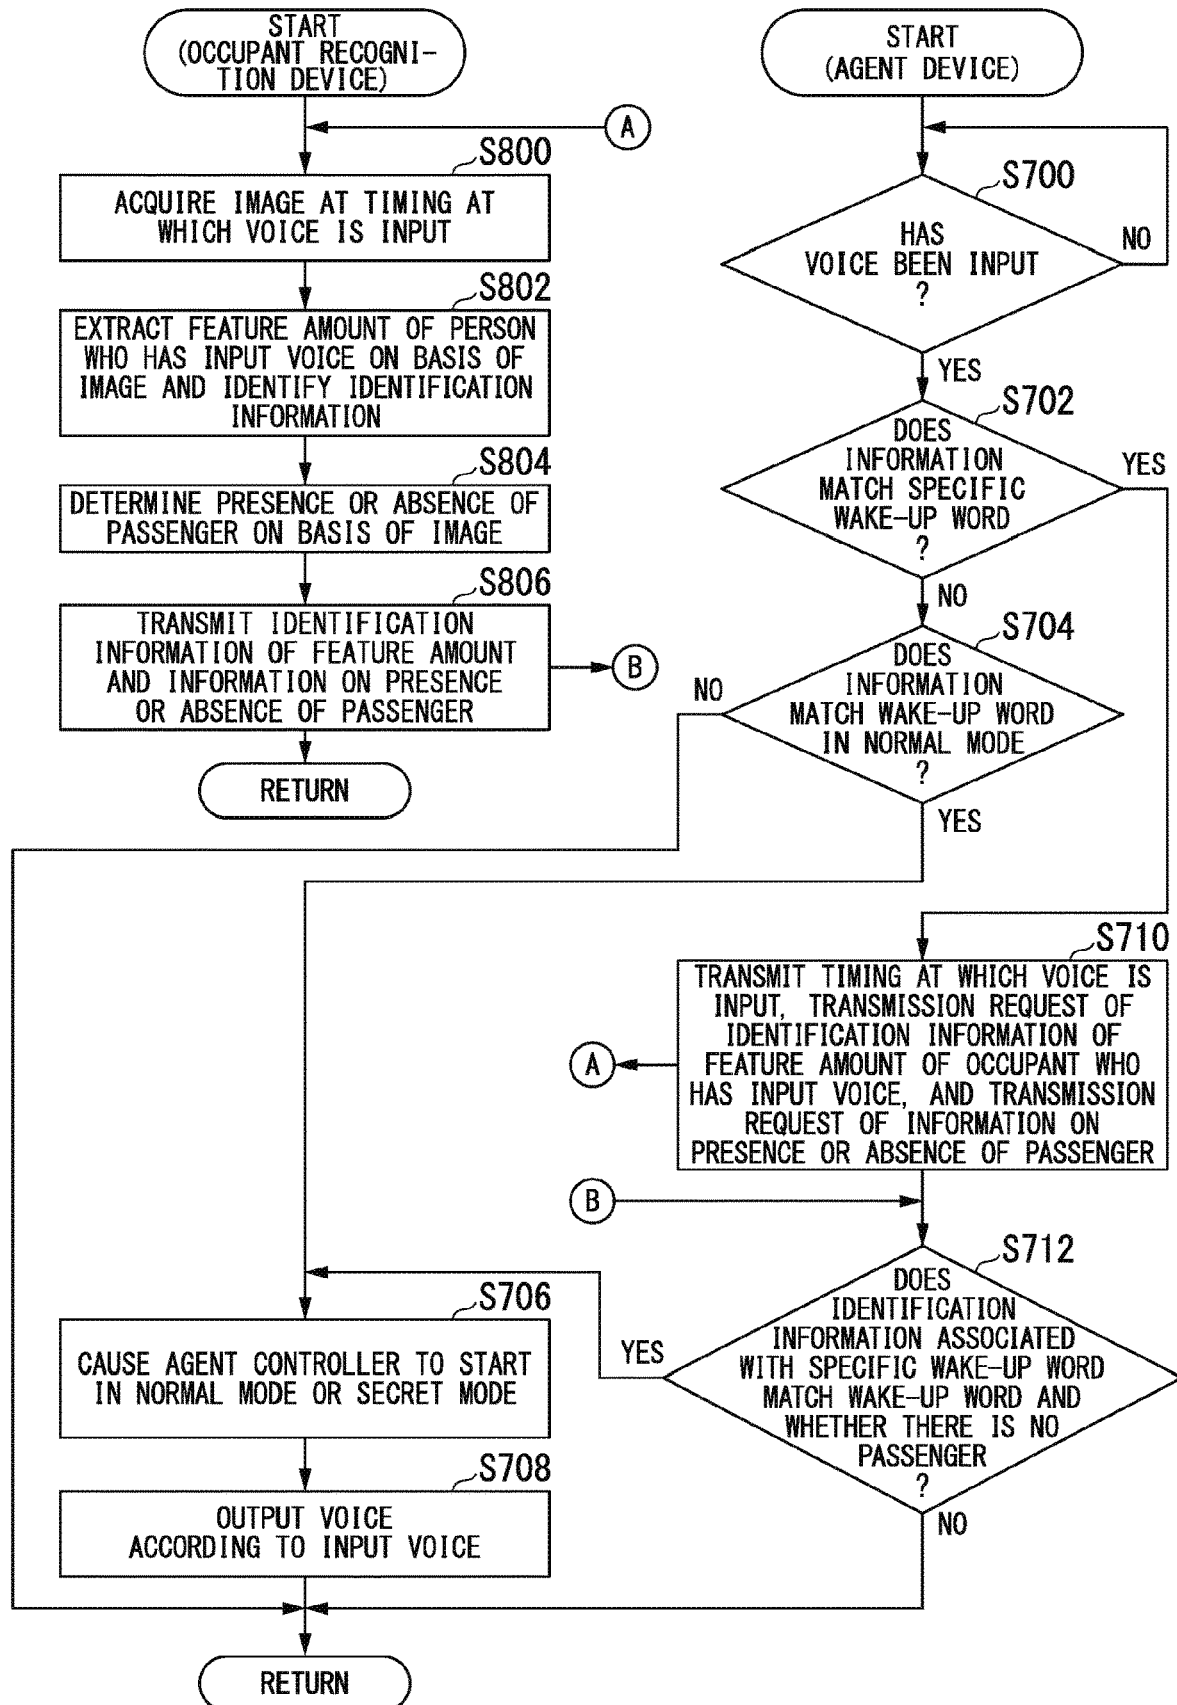 START
(OCCUPANT RECOGNI-
TION DEVICE)
A
S800
ACQUIRE IMAGE AT TIMING AT
WHICH VOICE IS INPUT
S802
EXTRACT FEATURE AMOUNT OF PERSON
WHO HAS INPUT VOICE ON BASIS OF
IMAGE AND IDENTIFY IDENTIFICATION
INFORMATION
S804
DETERMINE PRESENCE OR ABSENCE OF
PASSENGER ON BASIS OF IMAGE
S806
TRANSMIT IDENTIFICATION
INFORMATION OF FEATURE AMOUNT
AND INFORMATION ON PRESENCE
OR ABSENCE OF PASSENGER
B
RETURN
START
(AGENT DEVICE)
S700
HAS
VOICE BEEN INPUT
?
NO
YES
S702
DOES
INFORMATION
MATCH SPECIFIC
WAKE-UP WORD
?
YES
NO
S704
DOES
INFORMATION
MATCH WAKE-UP WORD
IN NORMAL MODE
?
NO
YES
S710
TRANSMIT TIMING AT WHICH VOICE IS
INPUT, TRANSMISSION REQUEST OF
IDENTIFICATION INFORMATION OF
FEATURE AMOUNT OF OCCUPANT WHO
HAS INPUT VOICE, AND TRANSMISSION
REQUEST OF INFORMATION ON
PRESENCE OR ABSENCE OF PASSENGER
A
B
S712
DOES
IDENTIFICATION
INFORMATION ASSOCIATED
WITH SPECIFIC WAKE-UP WORD
MATCH WAKE-UP WORD AND
WHETHER THERE IS NO
PASSENGER
?
YES
NO
S706
CAUSE AGENT CONTROLLER TO START
IN NORMAL MODE OR SECRET MODE
S708
OUTPUT VOICE
ACCORDING TO INPUT VOICE
RETURN